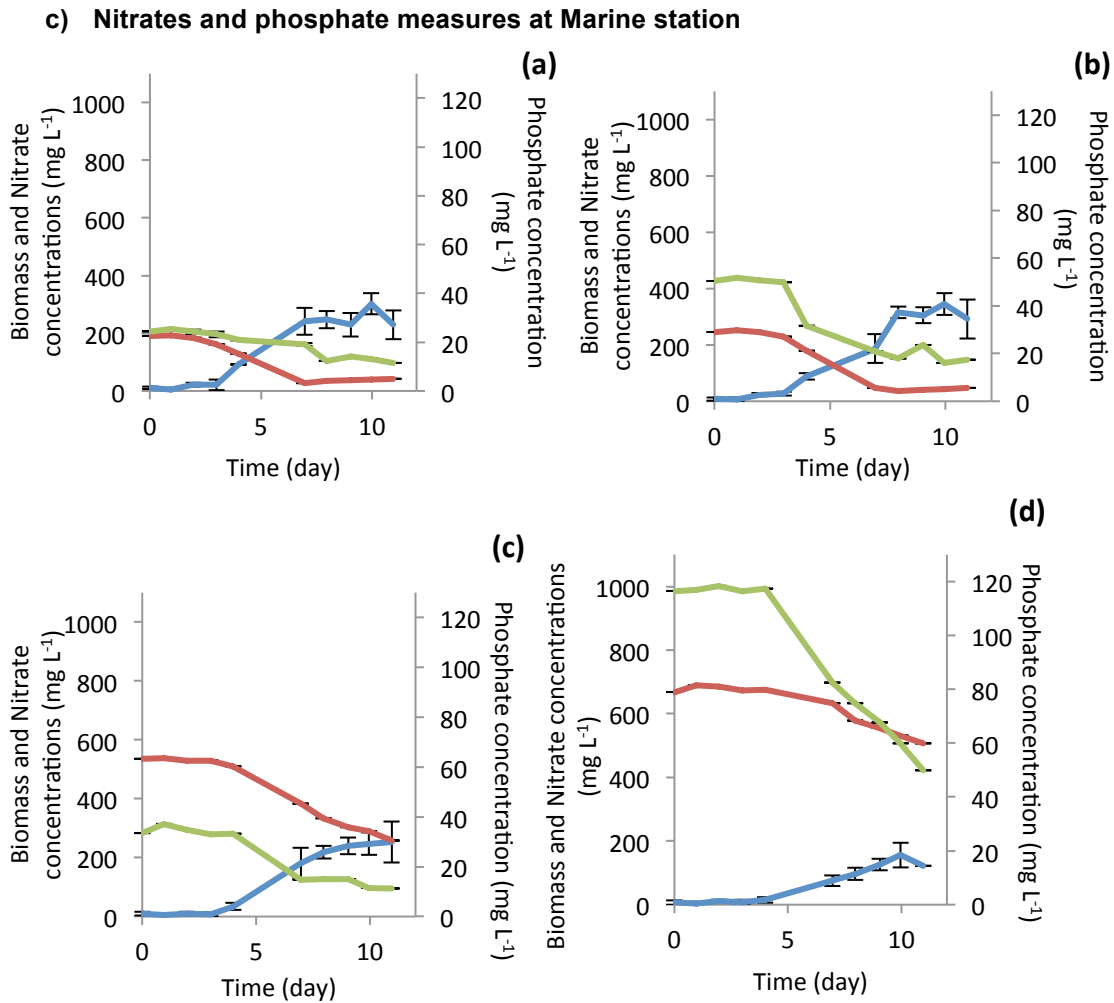 c) Nitrates and phosphate measures at Marine station
(a)
Biomass and Nitrate
concentrations (mg L⁻¹)
1000
800
600
400
200
0
120
100
80
60
40
20
0
Phosphate concentration
(mg L⁻¹)
0 5 10
Time (day)
(b)
Biomass and Nitrate
concentrations (mg L⁻¹)
1000
800
600
400
200
0
120
100
80
60
40
20
0
Phosphate concentration
(mg L⁻¹)
0 5 10
Time (day)
(c)
Biomass and Nitrate
concentrations (mg L⁻¹)
1000
800
600
400
200
0
120
100
80
60
40
20
0
Phosphate concentration (mg L⁻¹)
0 5 10
Time (day)
(d)
Biomass and Nitrate concentrations
(mg L⁻¹)
1000
800
600
400
200
0
120
100
80
60
40
20
0
Phosphate concentration (mg L⁻¹)
0 5 10
Time (day)